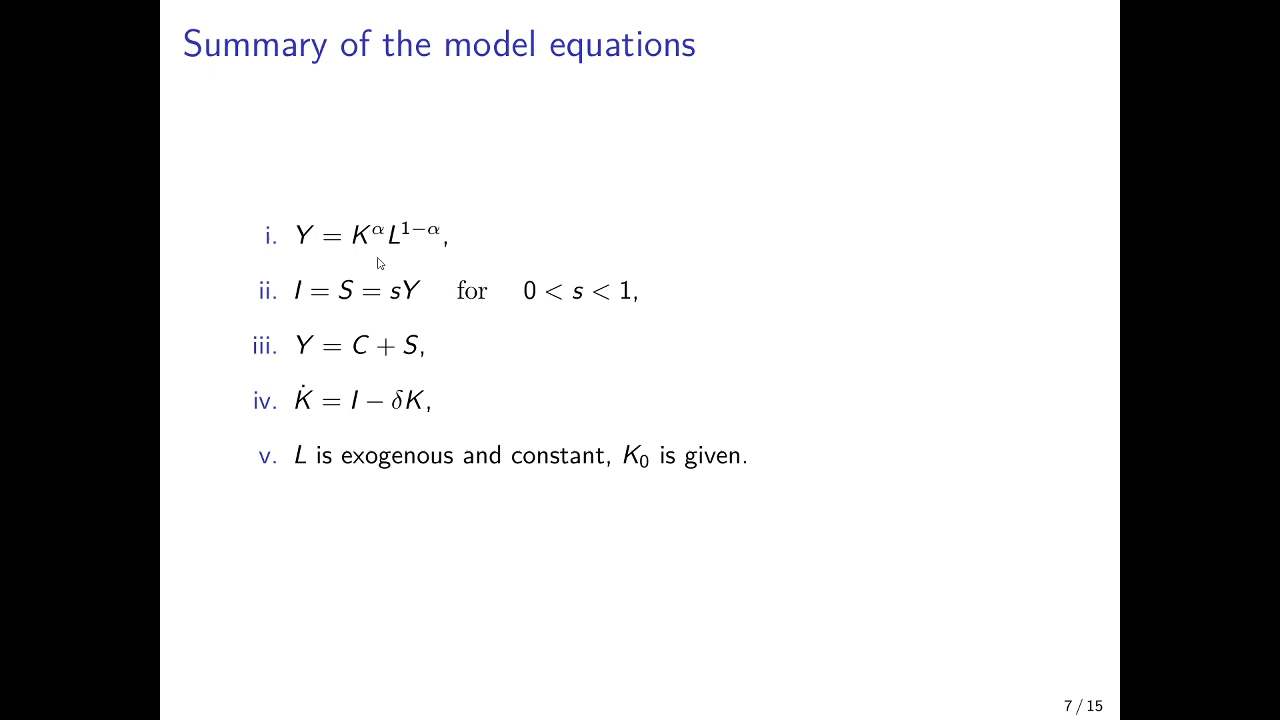 Summary of the model equations
i. Y = K^α L^{1−α},
ii. I = S = sY for 0 < s < 1,
iii. Y = C + S,
iv. K̇ = I − δK,
v. L is exogenous and constant, K₀ is given.
7 / 15